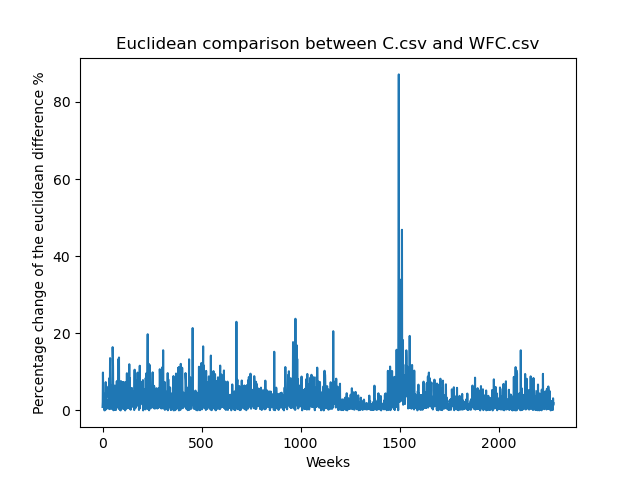 Euclidean comparison between C.csv and WFC.csv
Percentage change of the euclidean difference %
80
60
40
20
0
0 500 1000 1500 2000
Weeks